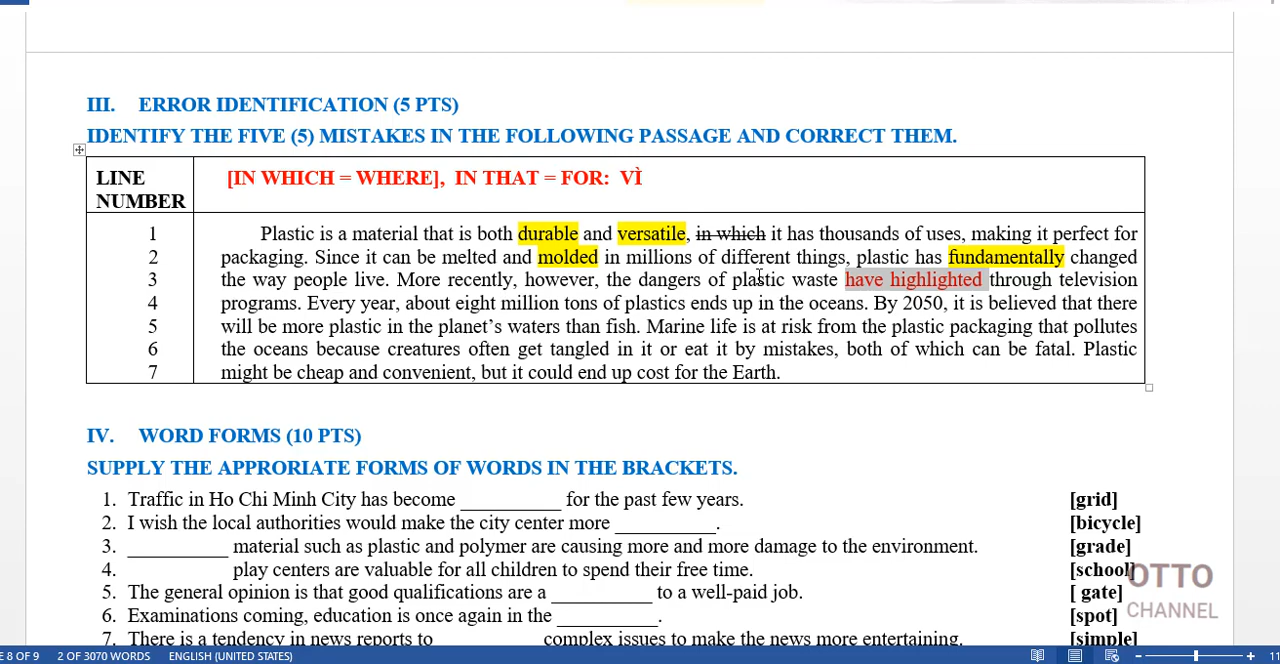 III. ERROR IDENTIFICATION (5 PTS)
IDENTIFY THE FIVE (5) MISTAKES IN THE FOLLOWING PASSAGE AND CORRECT THEM.
LINE NUMBER
[IN WHICH = WHERE], IN THAT = FOR: VÌ
1 Plastic is a material that is both durable and versatile, in which it has thousands of uses, making it perfect for
2 packaging. Since it can be melted and molded in millions of different things, plastic has fundamentally changed
3 the way people live. More recently, however, the dangers of plastic waste have highlighted through television
4 programs. Every year, about eight million tons of plastics ends up in the oceans. By 2050, it is believed that there
5 will be more plastic in the planet's waters than fish. Marine life is at risk from the plastic packaging that pollutes
6 the oceans because creatures often get tangled in it or eat it by mistakes, both of which can be fatal. Plastic
7 might be cheap and convenient, but it could end up cost for the Earth.
IV. WORD FORMS (10 PTS)
SUPPLY THE APPRORIATE FORMS OF WORDS IN THE BRACKETS.
1. Traffic in Ho Chi Minh City has become __________ for the past few years. [grid]
2. I wish the local authorities would make the city center more __________. [bicycle]
3. __________ material such as plastic and polymer are causing more and more damage to the environment. [grade]
4. __________ play centers are valuable for all children to spend their free time. [school]
5. The general opinion is that good qualifications are a __________ to a well-paid job. [ gate]
6. Examinations coming, education is once again in the __________. [spot]
7. There is a tendency in news reports to __________ complex issues to make the news more entertaining. [simple]
OTTO
CHANNEL
E 8 OF 9 2 OF 3070 WORDS ENGLISH (UNITED STATES) 11